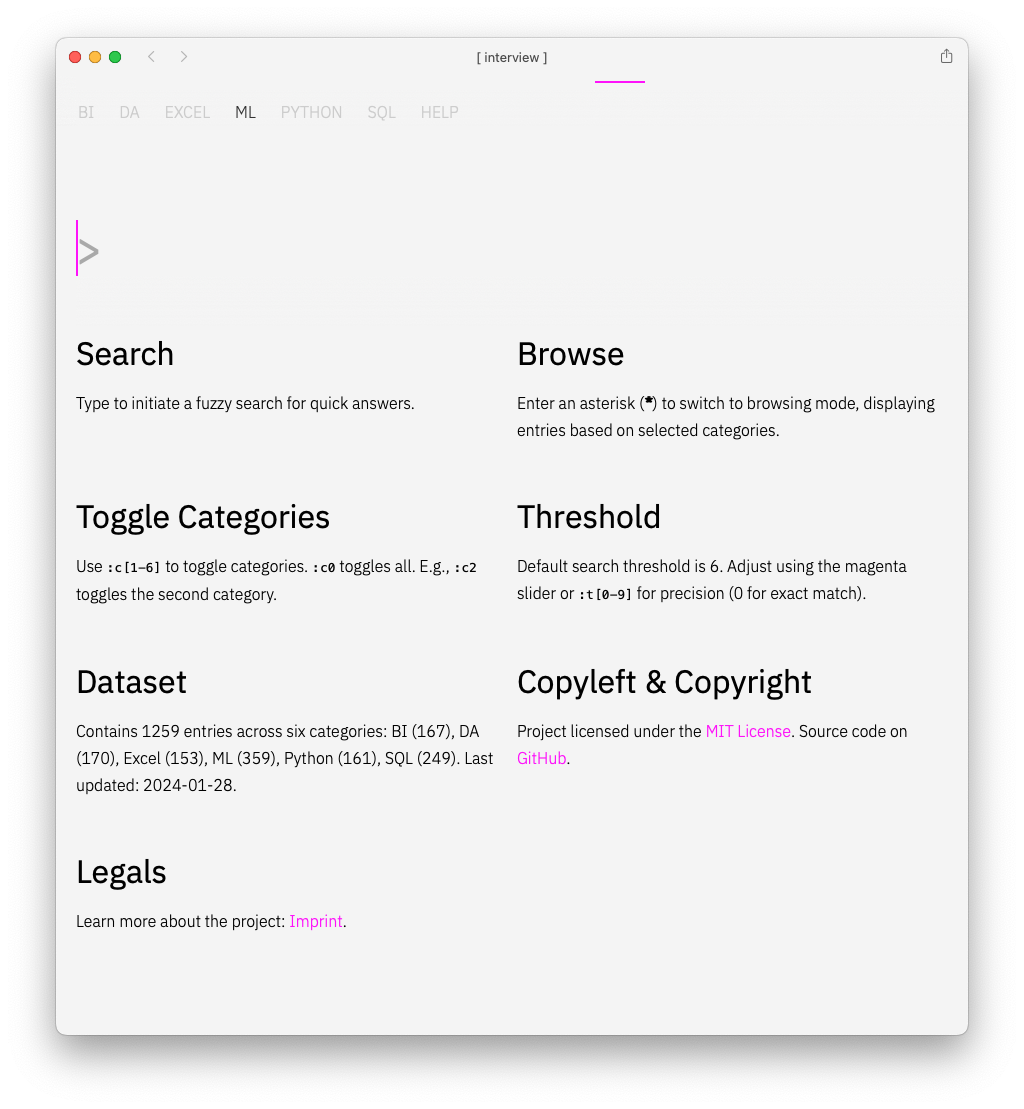 [ interview ]
BI DA EXCEL ML PYTHON SQL HELP
>
Search
Type to initiate a fuzzy search for quick answers.
Browse
Enter an asterisk (*) to switch to browsing mode, displaying
entries based on selected categories.
Toggle Categories
Use :c[1–6] to toggle categories. :c0 toggles all. E.g., :c2
toggles the second category.
Threshold
Default search threshold is 6. Adjust using the magenta
slider or :t[0–9] for precision (0 for exact match).
Dataset
Contains 1259 entries across six categories: BI (167), DA
(170), Excel (153), ML (359), Python (161), SQL (249). Last
updated: 2024-01-28.
Copyleft & Copyright
Project licensed under the MIT License. Source code on
GitHub.
Legals
Learn more about the project: Imprint.